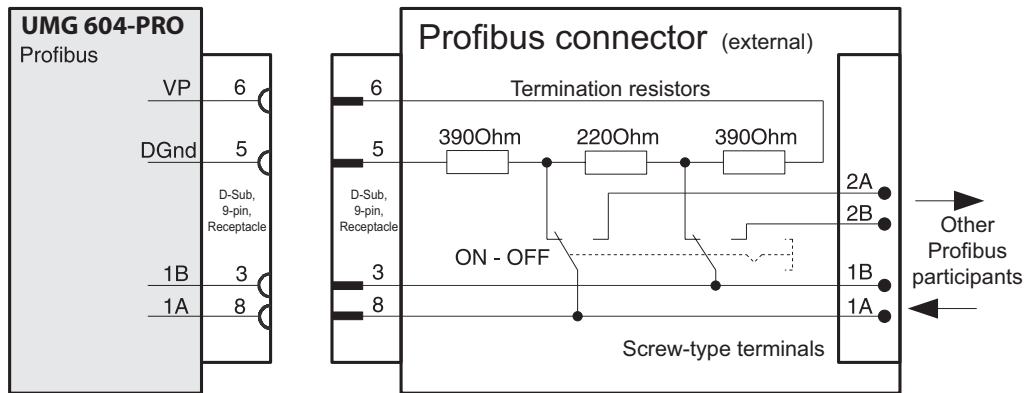 UMG 604-PRO
Profibus
VP 6
DGnd 5
D-Sub,
9-pin,
Receptacle
1B 3
1A 8
Profibus connector (external)
6 Termination resistors
5 390Ohm 220Ohm 390Ohm
D-Sub,
9-pin,
Receptacle
ON - OFF
3
8
2A
2B
1B
1A
Screw-type terminals
Other
Profibus
participants